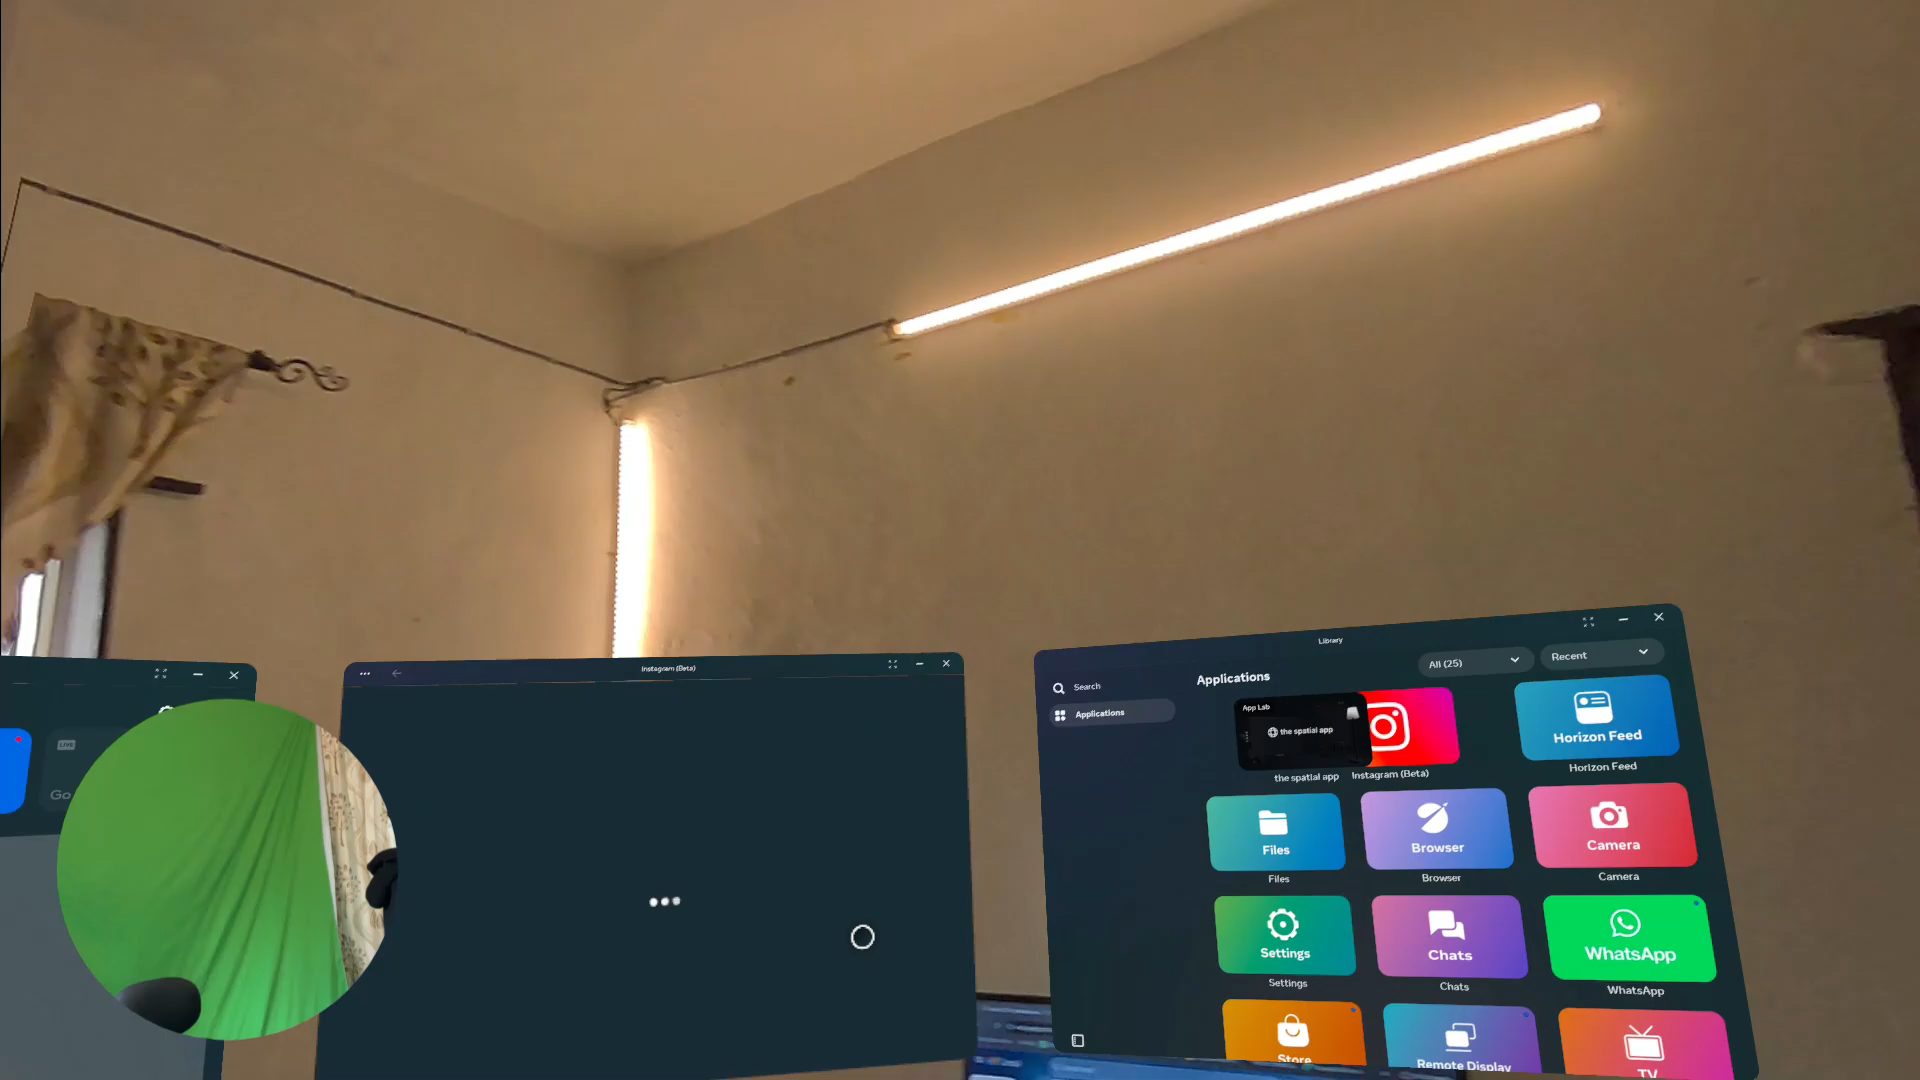 Instagram (Beta)
LIVE
Go
Library
Search
Applications
Applications
All (25)
Recent
App Lab
the spatial app
the spatial app
Instagram (Beta)
Horizon Feed
Horizon Feed
Files
Browser
Camera
Files
Browser
Camera
Settings
Chats
WhatsApp
Settings
Chats
WhatsApp
Store
Remote Display
TV